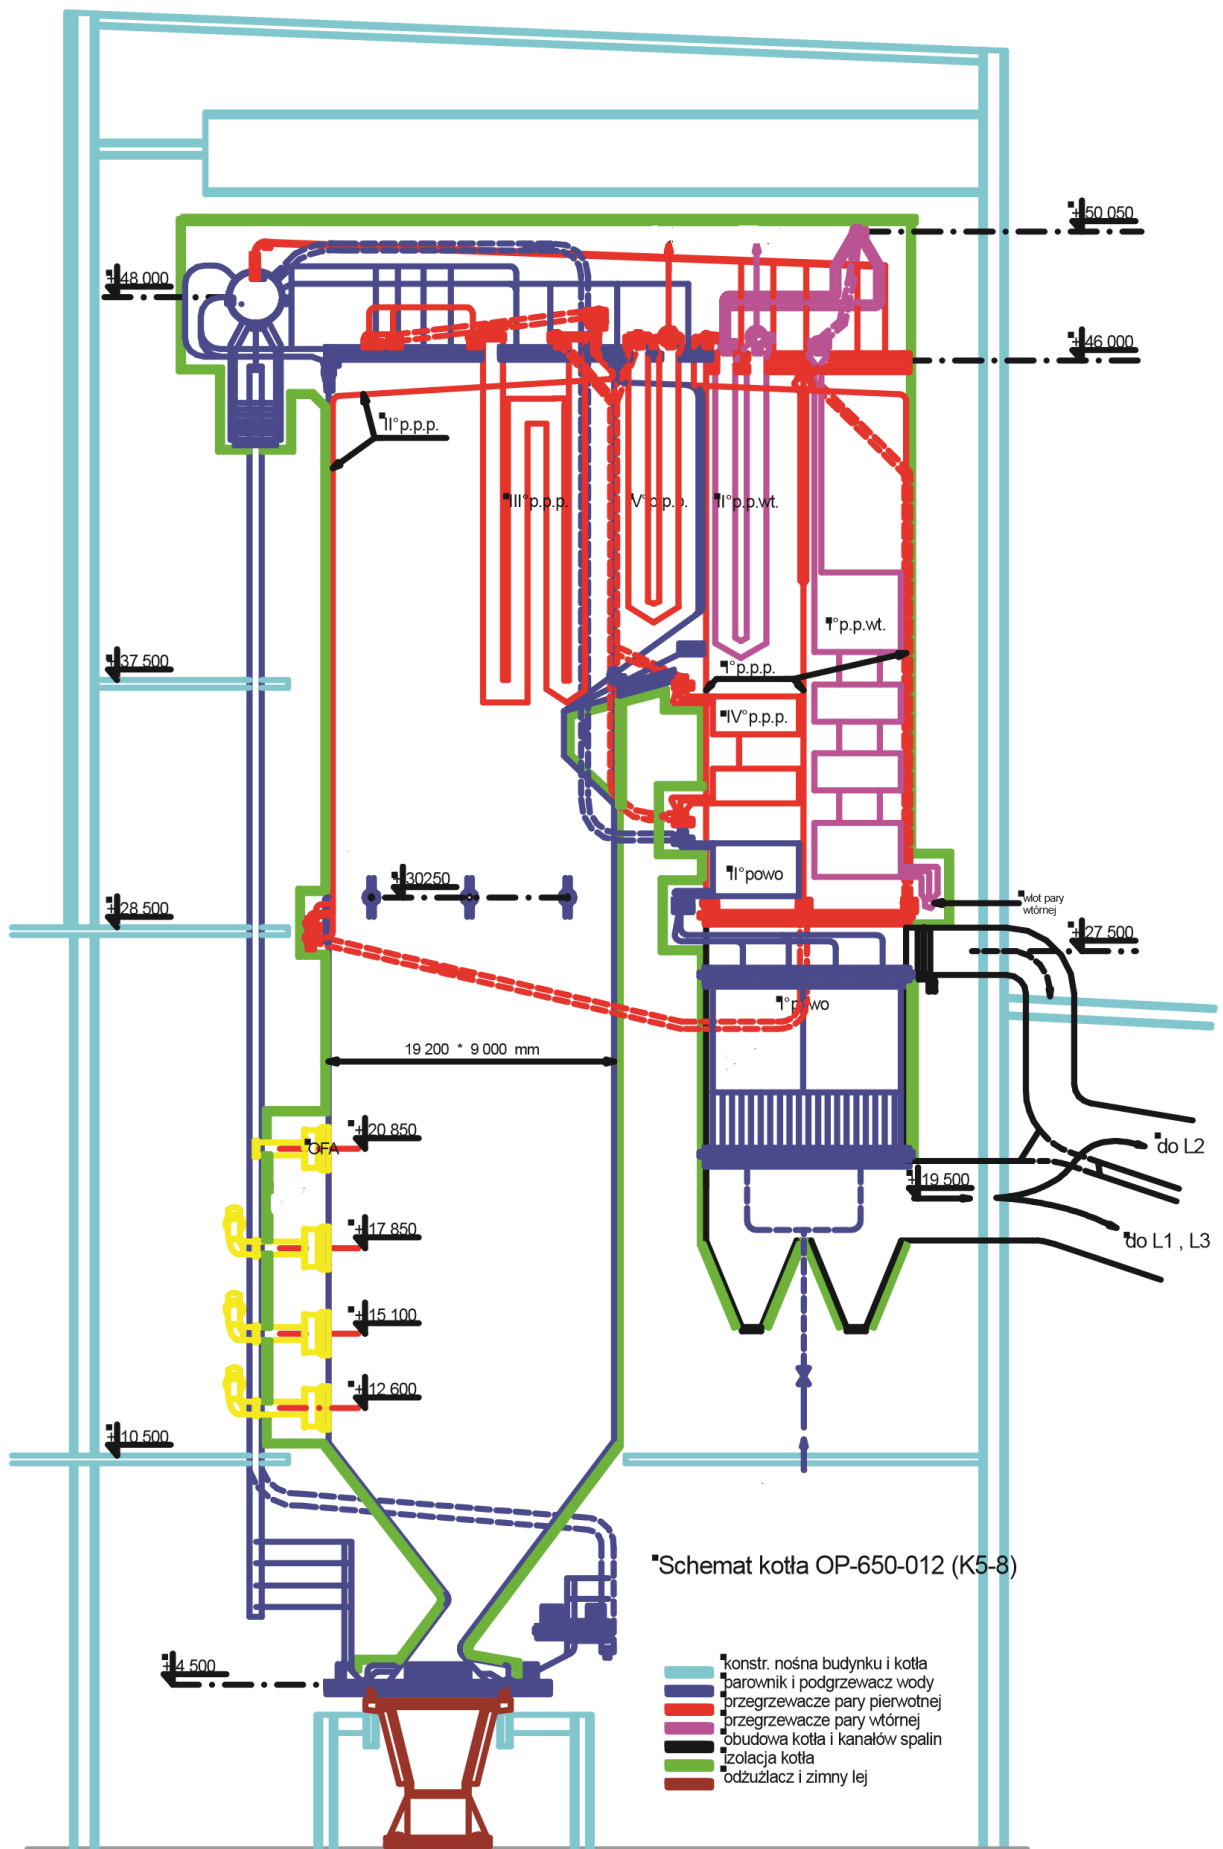 +50 050
+48 000
+46 000
II°p.p.p.
III°p.p.p.
V°p.p.p.
II°p.p.wt.
I°p.p.wt.
+37 500
I°p.p.p.
IV°p.p.p.
+30250
II°powo
wlot pary
wtórnej
+28 500
+27 500
I°powo
19 200 * 9 000 mm
+20 850
OFA
do L2
+19 500
+17 850
do L1 , L3
+15 100
+12 600
+10 500
Schemat kotła OP-650-012 (K5-8)
+4 500
konstr. nośna budynku i kotła
parownik i podgrzewacz wody
przegrzewacze pary pierwotnej
przegrzewacze pary wtórnej
obudowa kotła i kanałów spalin
izolacja kotła
odżużlacz i zimny lej